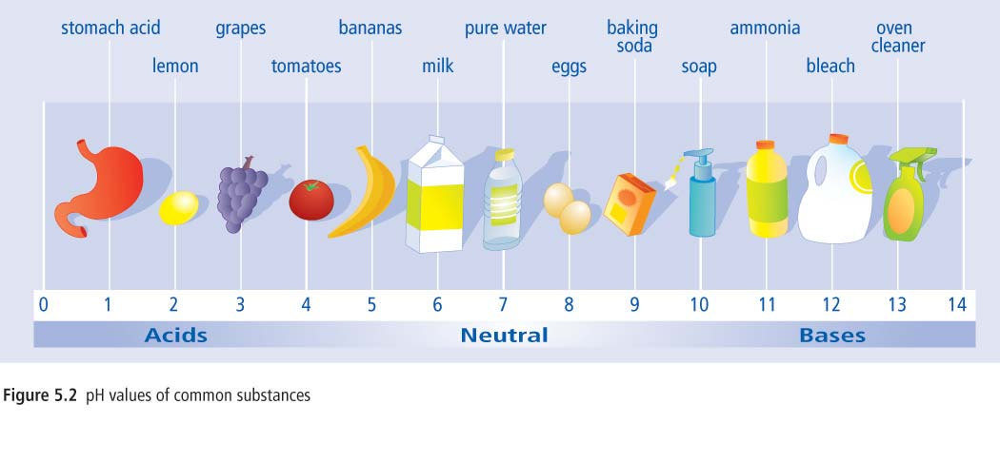 stomach acid grapes bananas pure water baking soda ammonia oven cleaner
lemon tomatoes milk eggs soap bleach
0 1 2 3 4 5 6 7 8 9 10 11 12 13 14
Acids Neutral Bases
Figure 5.2 pH values of common substances